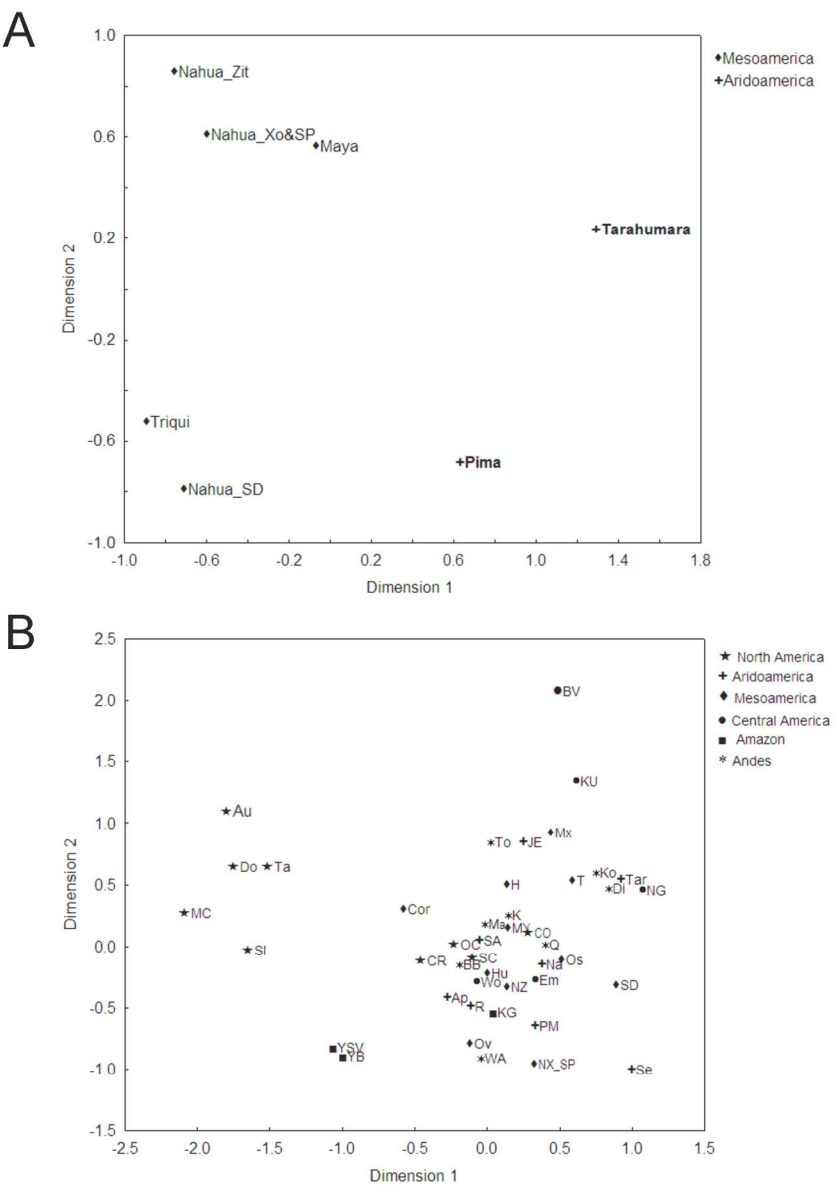 A
1.0
Nahua_Zit
Mesoamerica
Aridoamerica
0.6
Nahua_Xo&SP
Maya
0.2
Tarahumara
Dimension 2
-0.2
Triqui
-0.6
Pima
Nahua_SD
-1.0
-1.0 -0.6 -0.2 0.2 0.6 1.0 1.4 1.8
Dimension 1
B
2.5
North America
Aridoamerica
Mesoamerica
Central America
Amazon
Andes
2.0
BV
1.5
KU
1.0
Au
Mx
To JE
Do Ta
Ko Tar
T
Di NG
0.5
H
Cor
MC
K
Ma MY CO
SA
OC Q
0.0
SI
SC
CR BB Na Os
Hu
Wo Em
NZ SD
Ap R
-0.5
KG
PM
Ov
YSV
YB
WA NX_SP
Se
-1.0
-1.5
-2.5 -2.0 -1.5 -1.0 -0.5 0.0 0.5 1.0 1.5
Dimension 2
Dimension 1